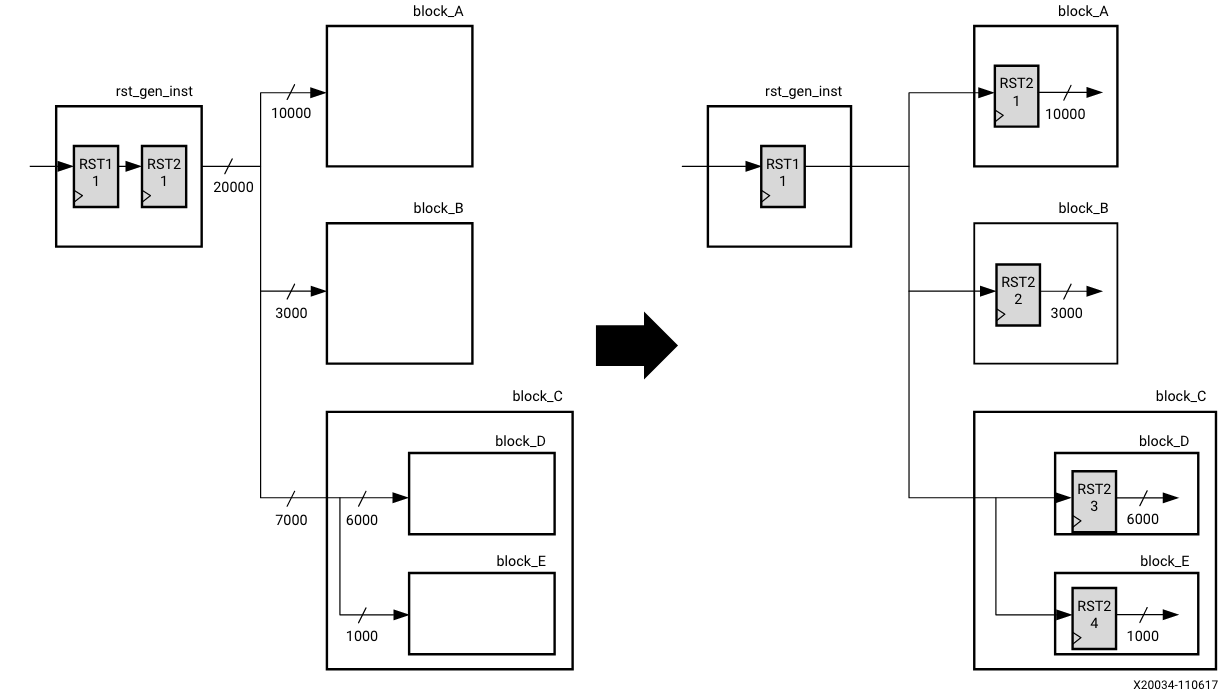 block_A
rst_gen_inst
10000
RST1
1
RST2
1
20000
block_B
3000
block_C
block_D
7000
6000
block_E
1000
block_A
rst_gen_inst
RST2
1
10000
RST1
1
block_B
RST2
2
3000
block_C
block_D
RST2
3
6000
block_E
RST2
4
1000
X20034-110617